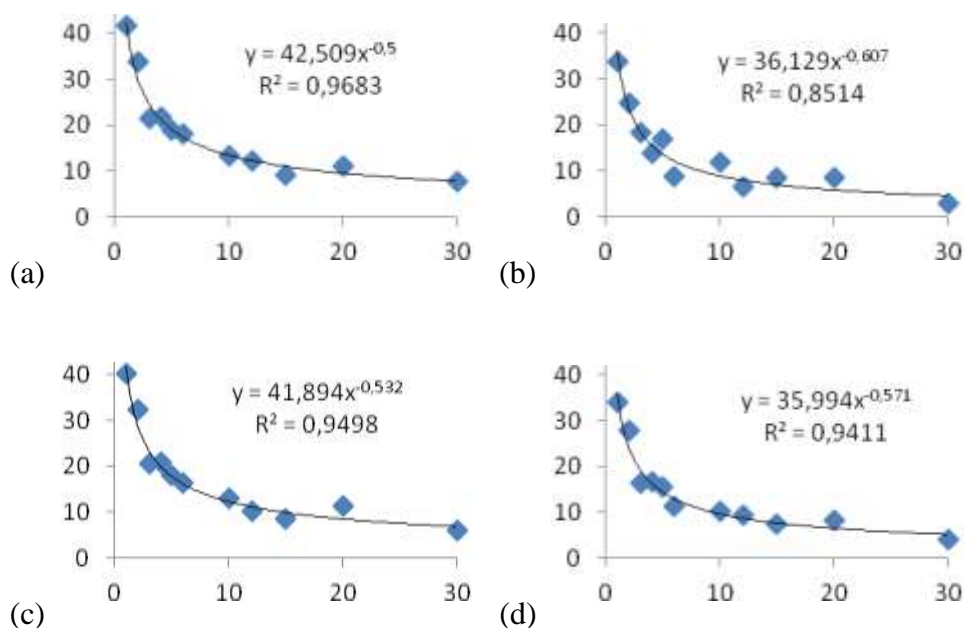 40
30
20
10
0
0 10 20 30
y = 42,509x^-0,5
R² = 0,9683
(a)
40
30
20
10
0
0 10 20 30
y = 36,129x^-0,607
R² = 0,8514
(b)
40
30
20
10
0
0 10 20 30
y = 41,894x^-0,532
R² = 0,9498
(c)
40
30
20
10
0
0 10 20 30
y = 35,994x^-0,571
R² = 0,9411
(d)